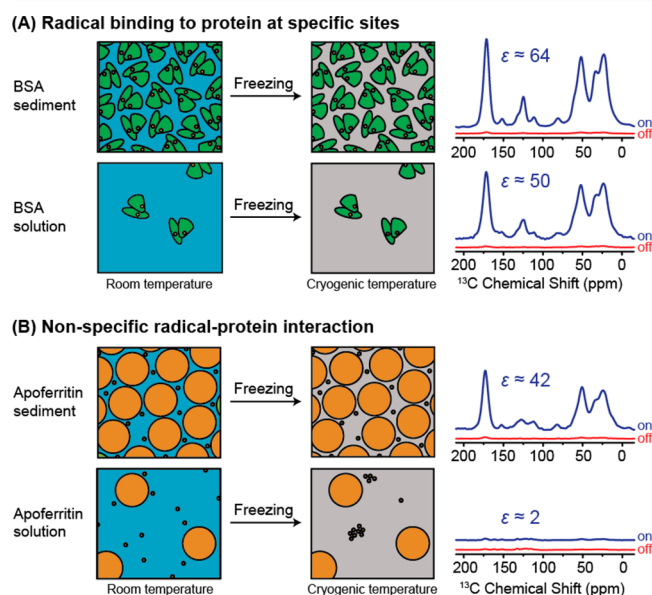 (A) Radical binding to protein at specific sites
BSA
sediment
Freezing
ε ≈ 64
on
off
200 150 100 50 0
BSA
solution
Freezing
ε ≈ 50
on
off
200 150 100 50 0
Room temperature
Cryogenic temperature
¹³C Chemical Shift (ppm)
(B) Non-specific radical-protein interaction
Apoferritin
sediment
Freezing
ε ≈ 42
on
off
200 150 100 50 0
Apoferritin
solution
Freezing
ε ≈ 2
on
off
200 150 100 50 0
Room temperature
Cryogenic temperature
¹³C Chemical Shift (ppm)